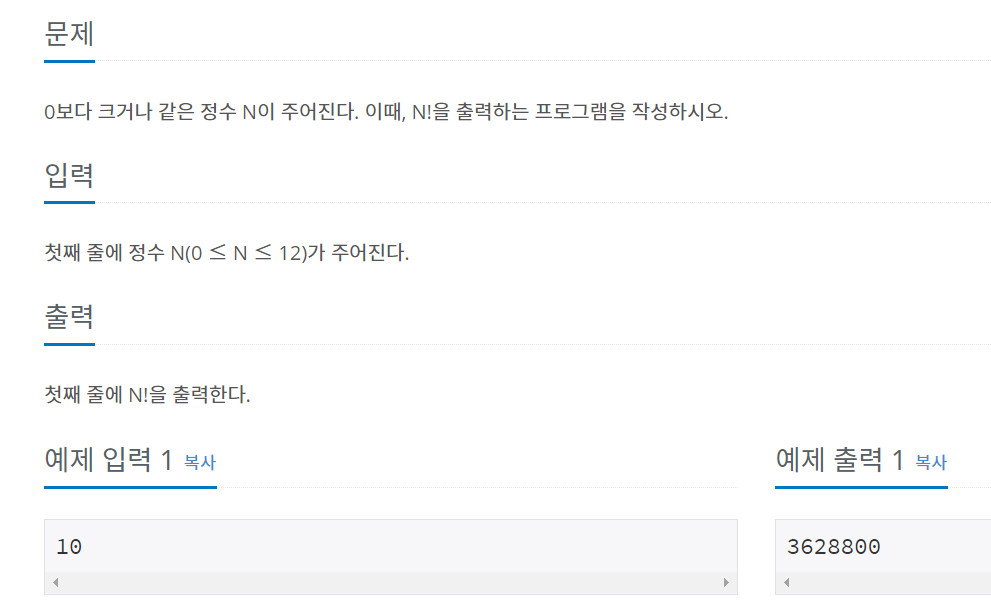 문제
0보다 크거나 같은 정수 N이 주어진다. 이때, N!을 출력하는 프로그램을 작성하시오.
입력
첫째 줄에 정수 N(0 ≤ N ≤ 12)가 주어진다.
출력
첫째 줄에 N!을 출력한다.
예제 입력 1 복사
10
예제 출력 1 복사
3628800